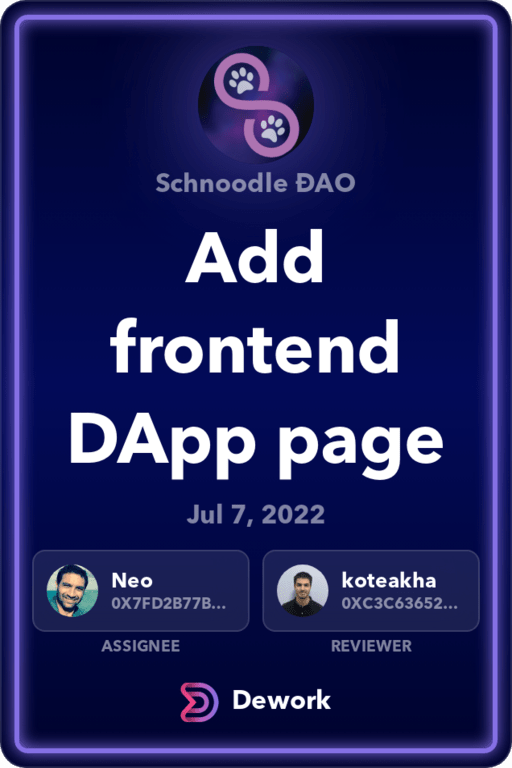 Schnoodle ĐAO
Add
frontend
DApp page
Jul 7, 2022
Neo
0X7FD2B77B...
koteakha
0XC3C63652...
ASSIGNEE
REVIEWER
Dework